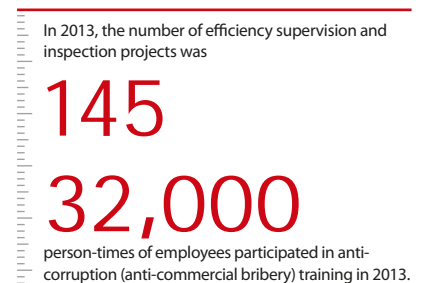 In 2013, the number of efficiency supervision and
inspection projects was
145
32,000
person-times of employees participated in anti-
corruption (anti-commercial bribery) training in 2013.